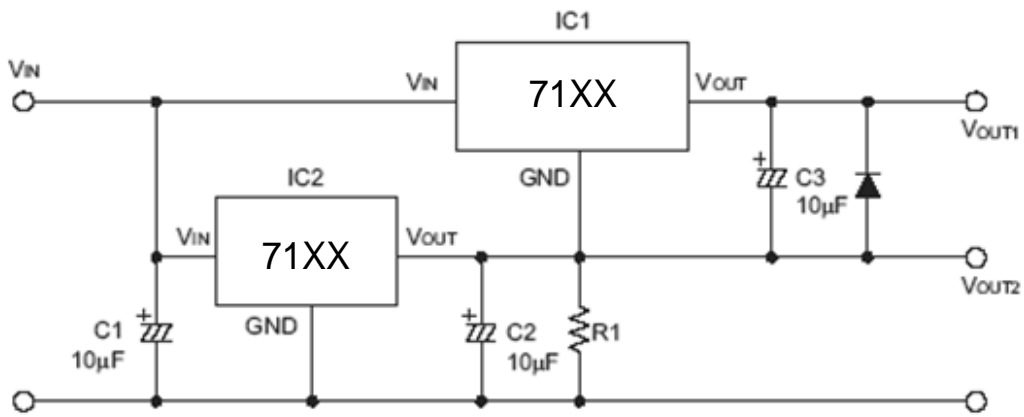 IC1
VIN
VIN
71XX
VOUT
VOUT1
GND
C3
10μF
+
IC2
VIN
71XX
VOUT
VOUT2
GND
+
C1
10μF
+
C2
10μF
R1